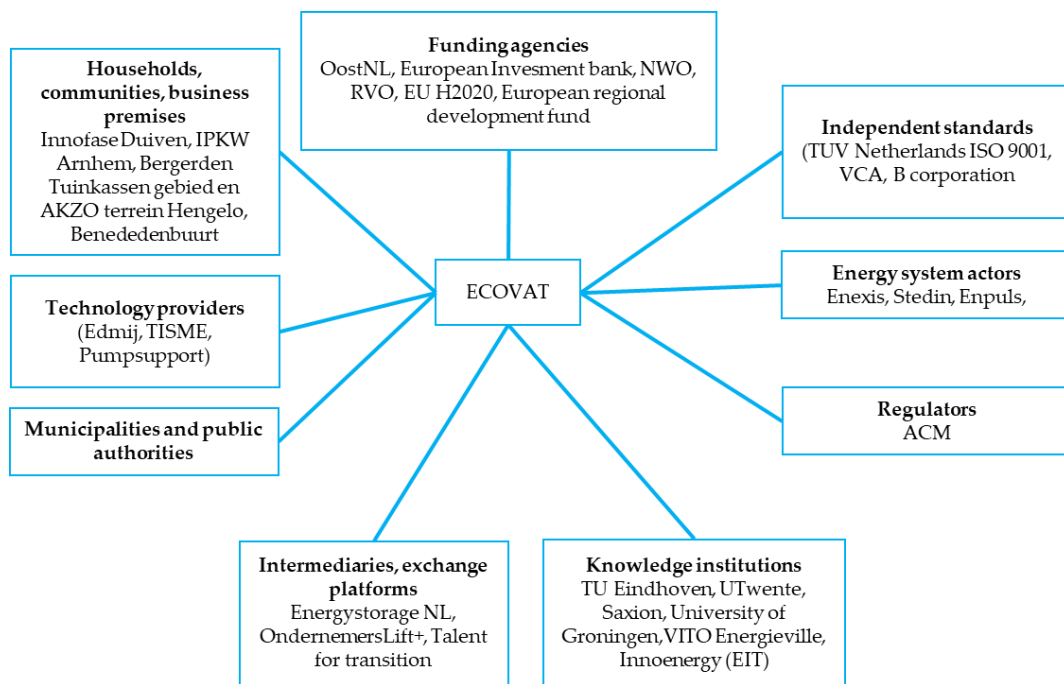 Funding agencies
OostNL, European Invesment bank, NWO,
RVO, EU H2020, European regional
development fund
Households,
communities, business
premises
Innofase Duiven, IPKW
Arnhem, Bergerden
Tuinkassen gebied en
AKZO terrein Hengelo,
Benededenbuurt
Independent standards
(TUV Netherlands ISO 9001,
VCA, B corporation
ECOVAT
Energy system actors
Enexis, Stedin, Enpuls,
Technology providers
(Edmij, TISME,
Pumpsupport)
Regulators
ACM
Municipalities and public
authorities
Intermediaries, exchange
platforms
Energystorage NL,
OndernemersLift+, Talent
for transition
Knowledge institutions
TU Eindhoven, UTwente,
Saxion, University of
Groningen,VITO Energieville,
Innoenergy (EIT)